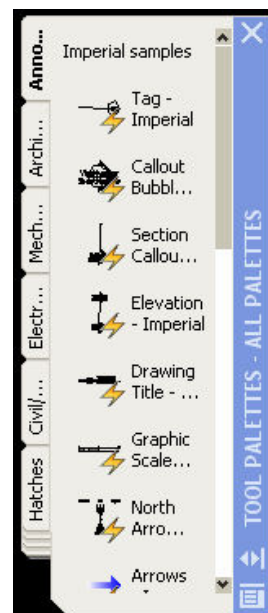 Imperial samples
Tag -
Imperial
Callout
Bubbl...
Section
Callou...
Elevation
- Imperial
Drawing
Title - ...
Graphic
Scale...
North
Arro...
Arrows
Anno...
Archi...
Mech...
Electr...
Civil/...
Hatches
TOOL PALETTES - ALL PALETTES